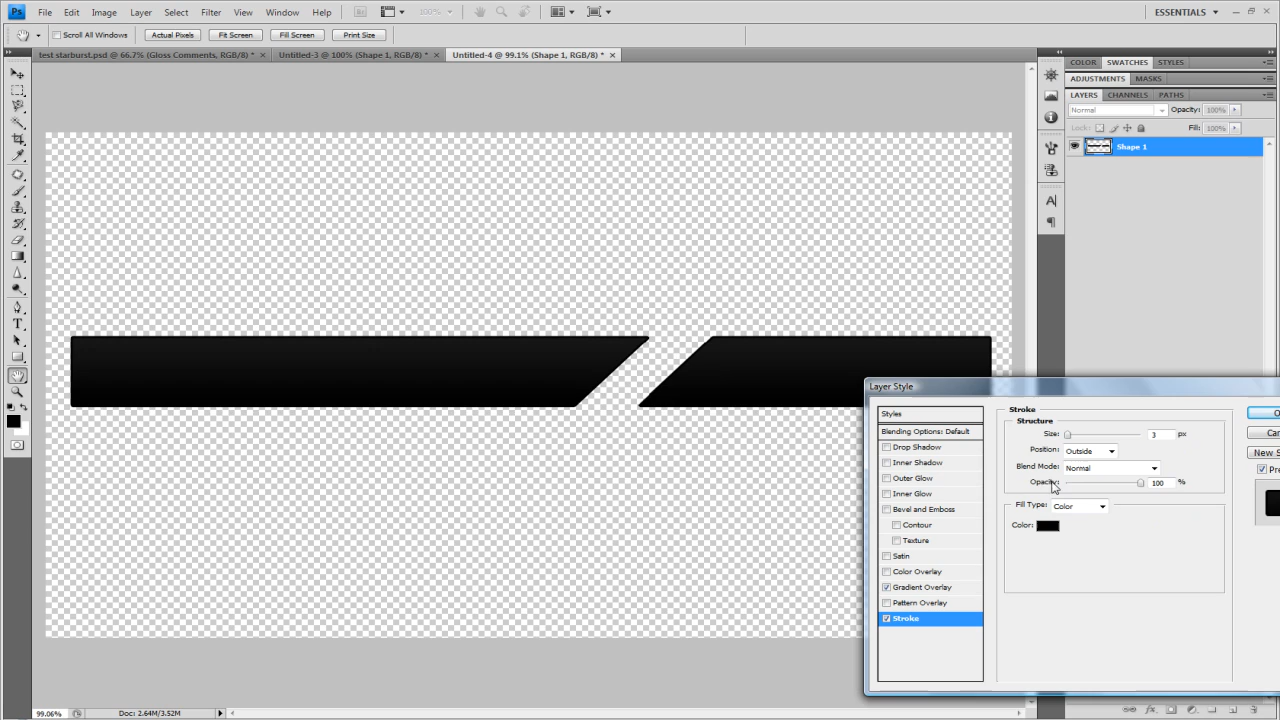 Ps File Edit Image Layer Select Filter View Window Help 100% ESSENTIALS
Scroll All Windows Actual Pixels Fit Screen Fill Screen Print Size
test starburst.psd @ 66.7% (Gloss Comments, RGB/8) * × Untitled-3 @ 100% (Shape 1, RGB/8) * × Untitled-4 @ 99.1% (Shape 1, RGB/8) * ×
COLOR SWATCHES STYLES
ADJUSTMENTS MASKS
LAYERS CHANNELS PATHS
Normal Opacity: 100%
Lock: Fill: 100%
Shape 1
Layer Style
Styles
Blending Options: Default
Drop Shadow
Inner Shadow
Outer Glow
Inner Glow
Bevel and Emboss
Contour
Texture
Satin
Color Overlay
Gradient Overlay
Pattern Overlay
Stroke
Stroke
Structure
Size: 3 px
Position: Outside
Blend Mode: Normal
Opacity: 100 %
Fill Type: Color
Color:
O
Can
New S
Pre
99.06% Doc: 2.64M/3.52M